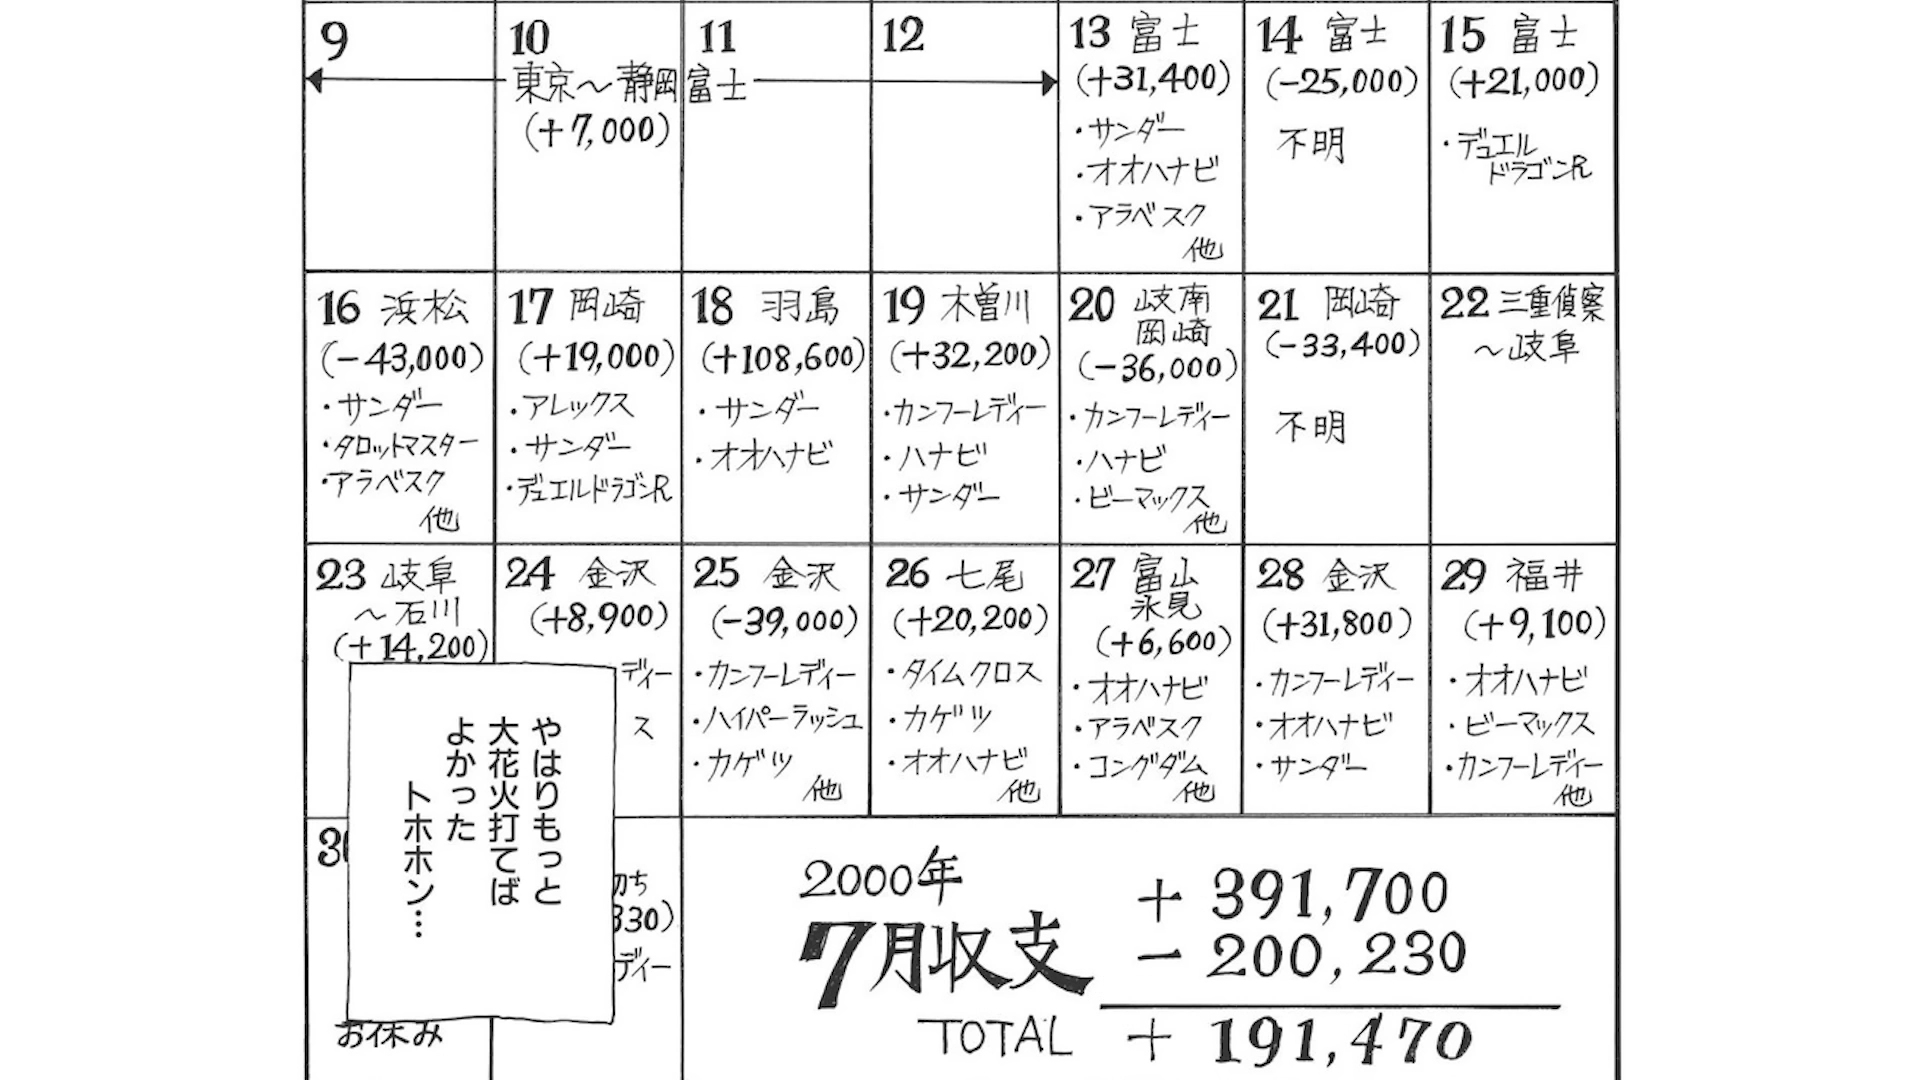 9
10
東京〜静岡富士
(+7,000)
11
12
13 富士
(+31,400)
・サンダー
・オオハナビ
・アラベスク
他
14 富士
(-25,000)
不明
15 富士
(+21,000)
・デュエル
ドラゴンR
16 浜松
(-43,000)
・サンダー
・タロットマスター
・アラベスク
他
17 岡崎
(+19,000)
・アレックス
・サンダー
・デュエルドラゴンR
18 羽島
(+108,600)
・サンダー
・オオハナビ
19 木曽川
(+32,200)
・カンフーレディー
・ハナビ
・サンダー
20 岐南
岡崎
(-36,000)
・カンフーレディー
・ハナビ
・ビーマックス
他
21 岡崎
(-33,400)
不明
22 三重偵察
〜岐阜
23 岐阜
〜石川
(+14,200)
24 金沢
(+8,900)
ディー
ス
25 金沢
(-39,000)
・カンフーレディー
・ハイパーラッシュ
・カゲツ
他
26 七尾
(+20,200)
・タイムクロス
・カゲツ
・オオハナビ
他
27 富山
氷見
(+6,600)
・オオハナビ
・アラベスク
・コングダム
他
28 金沢
(+31,800)
・カンフーレディー
・オオハナビ
・サンダー
29 福井
(+9,100)
・オオハナビ
・ビーマックス
・カンフーレディー
他
30
お休み
330)
ディー
やはりもっと
大花火打てば
よかった
トホホン…
2000年
7月収支
+ 391,700
- 200,230
TOTAL + 191,470